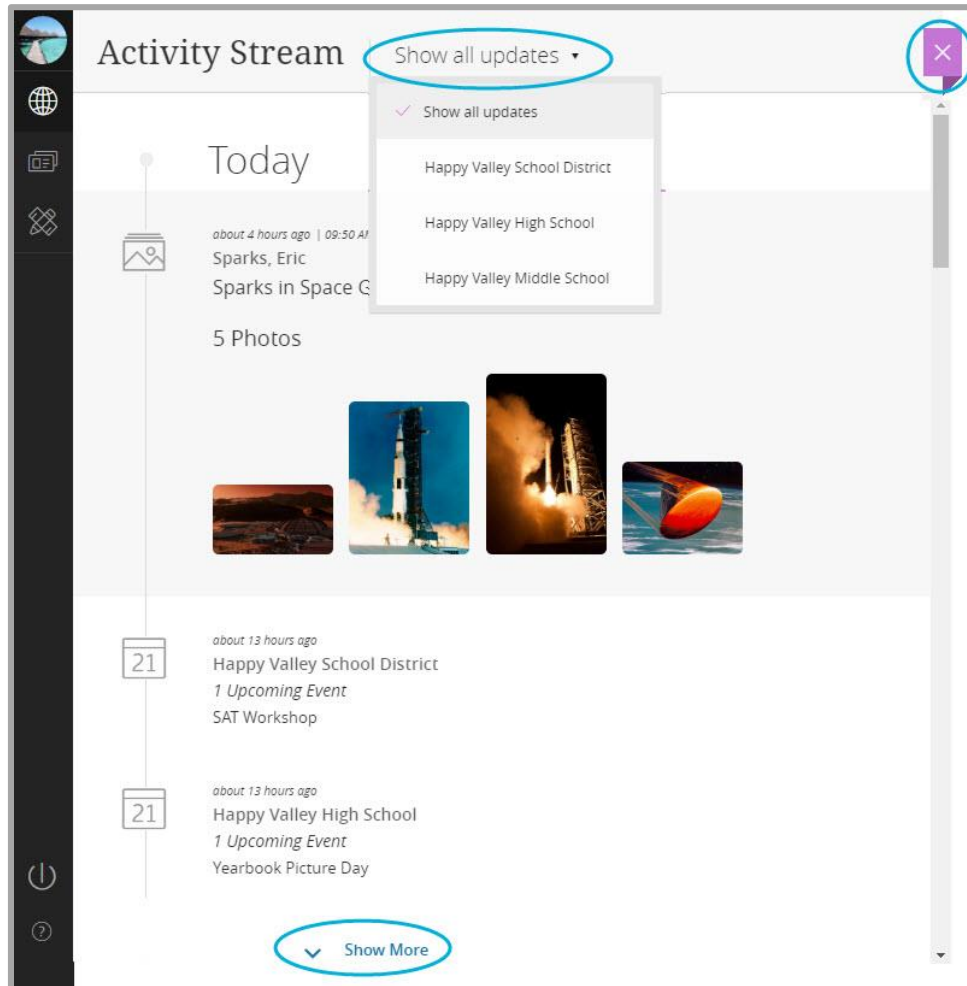 Activity Stream
Show all updates
Show all updates
Happy Valley School District
Happy Valley High School
Happy Valley Middle School
Today
about 4 hours ago | 09:50
Sparks, Eric
Sparks in Space
5 Photos
21
about 13 hours ago
Happy Valley School District
1 Upcoming Event
SAT Workshop
21
about 13 hours ago
Happy Valley High School
1 Upcoming Event
Yearbook Picture Day
?
Show More